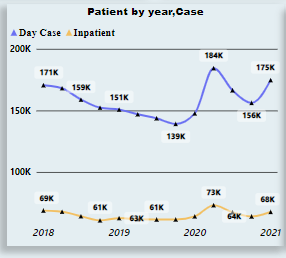 Patient by year,Case
Day Case Inpatient
200K
184K
171K 175K
159K
151K
156K
150K
139K
100K
73K
69K 68K
61K 61K
63K 64K
2018 2019 2020 2021